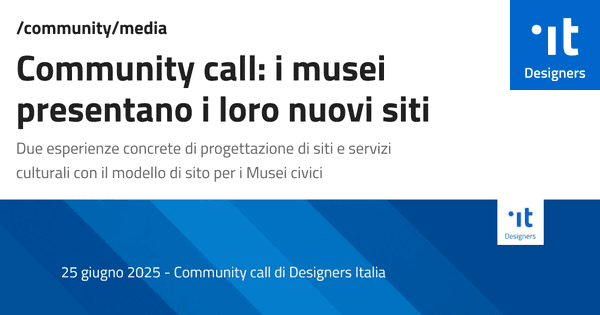 /community/media
·it
Designers
Community call: i musei
presentano i loro nuovi siti
Due esperienze concrete di progettazione di siti e servizi
culturali con il modello di sito per i Musei civici
·it
Designers
25 giugno 2025 - Community call di Designers Italia